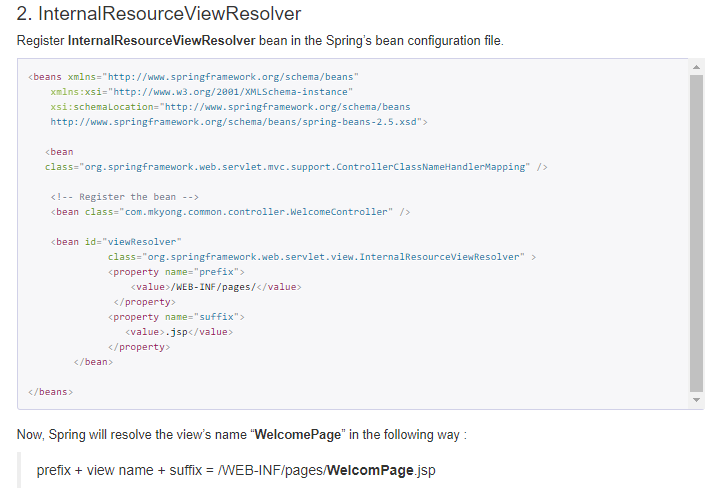 2. InternalResourceViewResolver
Register InternalResourceViewResolver bean in the Spring's bean configuration file.
<beans xmlns="http://www.springframework.org/schema/beans"
xmlns:xsi="http://www.w3.org/2001/XMLSchema-instance"
xsi:schemaLocation="http://www.springframework.org/schema/beans
http://www.springframework.org/schema/beans/spring-beans-2.5.xsd">
<bean
class="org.springframework.web.servlet.mvc.support.ControllerClassNameHandlerMapping" />
<!-- Register the bean -->
<bean class="com.mkyong.common.controller.WelcomeController" />
<bean id="viewResolver"
class="org.springframework.web.servlet.view.InternalResourceViewResolver" >
<property name="prefix">
<value>/WEB-INF/pages/</value>
</property>
<property name="suffix">
<value>.jsp</value>
</property>
</bean>
</beans>
Now, Spring will resolve the view's name “WelcomePage” in the following way :
prefix + view name + suffix = /WEB-INF/pages/WelcomPage.jsp